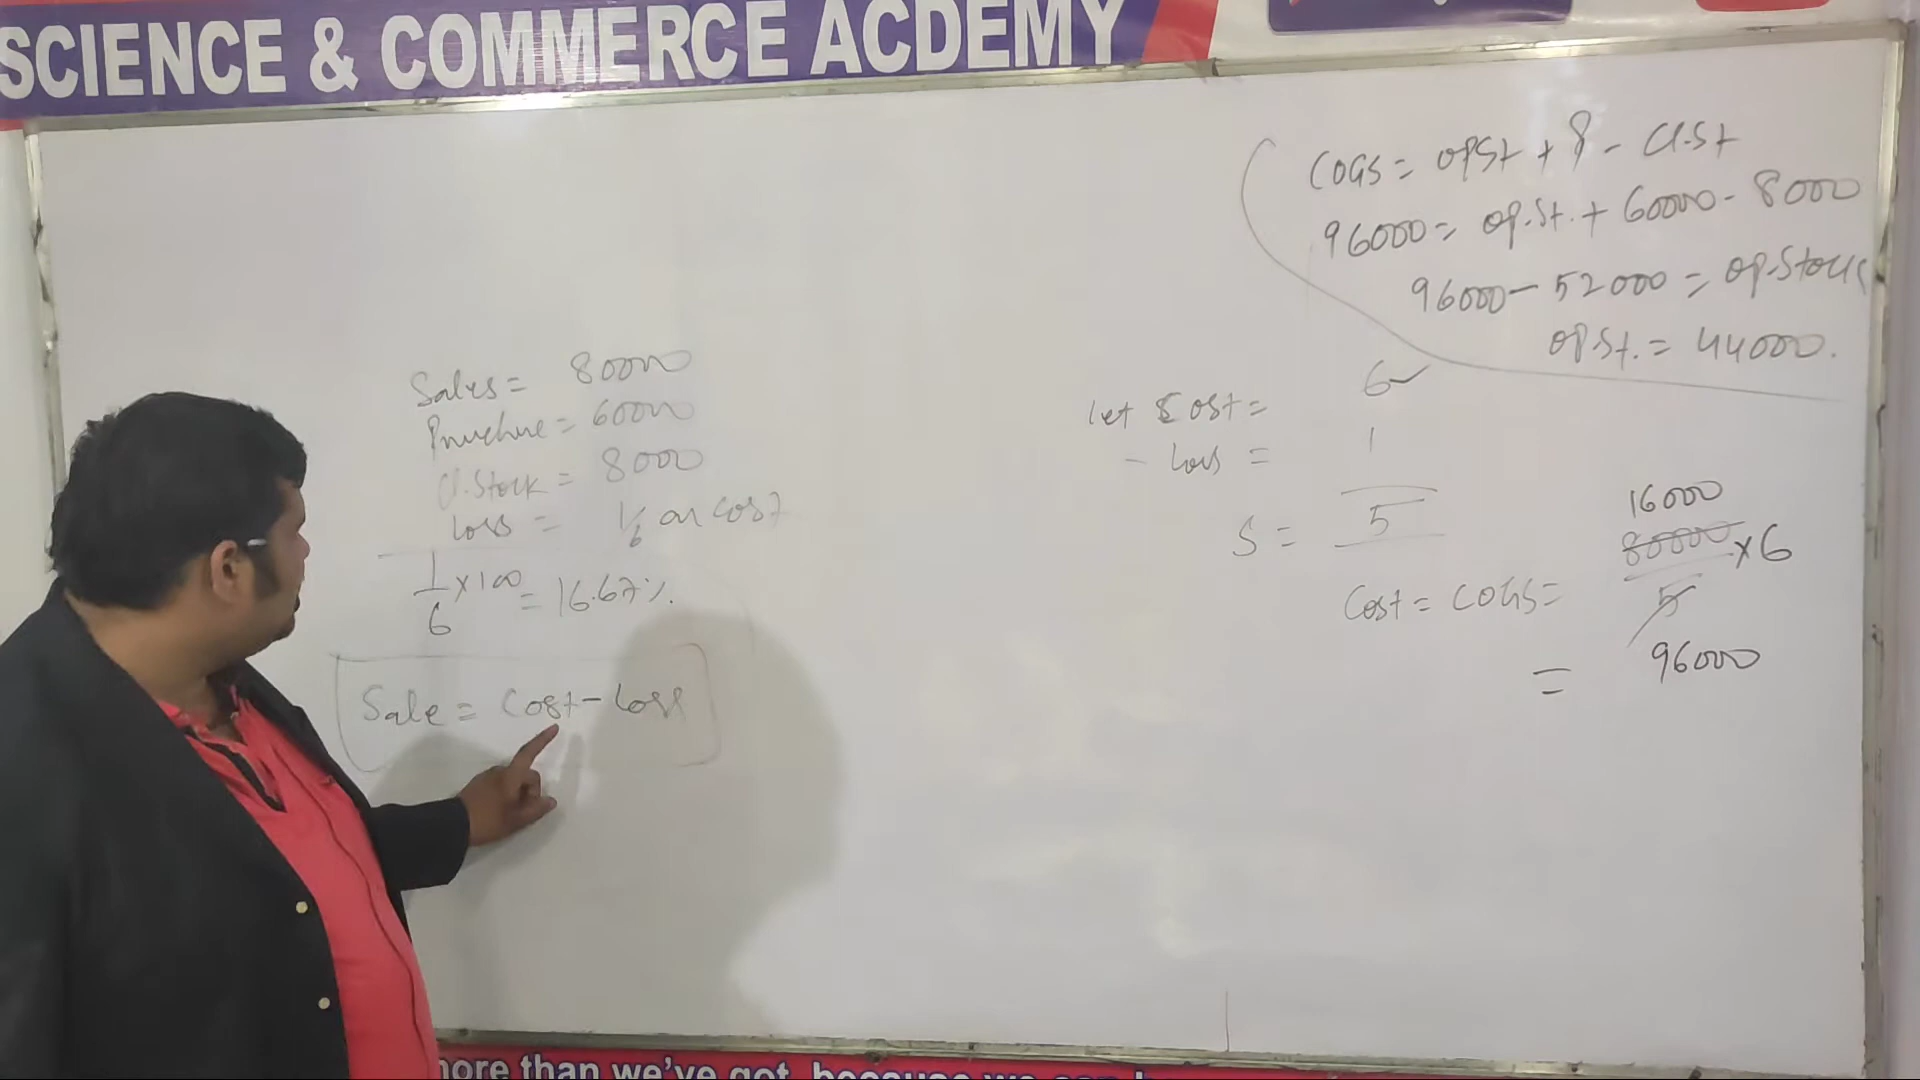 SCIENCE & COMMERCE ACDEMY
Sales = 80000
Purchase = 60000
Cl.Stock = 8000
Loss = 1/6 on cost
1/6 x 100 = 16.67%.
Sale = Cost - Loss
COGS = OPSt + P - Cl.St
96000 = Op.St. + 60000 - 8000
96000 - 52000 = Op.Stock
Op.St. = 44000.
let Cost = 6
- Loss = 1
S = 5
16000
Cost = COGS = 80000/5 x 6
= 96000
more than we've got, because we